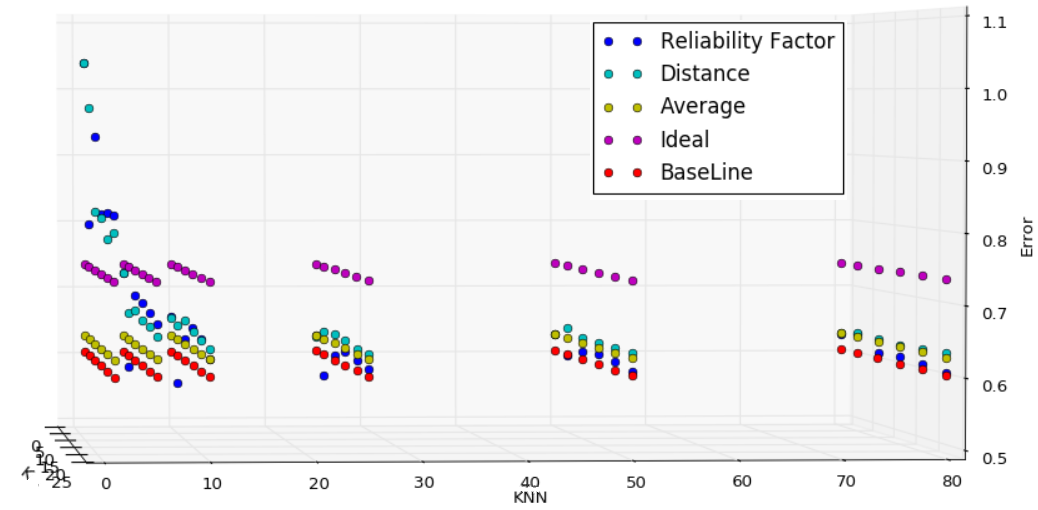 Reliability Factor
Distance
Average
Ideal
BaseLine
1.1
1.0
0.9
0.8
0.7
0.6
0.5
Error
0
5
10
15
20
25
K
0 10 20 30 40 50 60 70 80
KNN